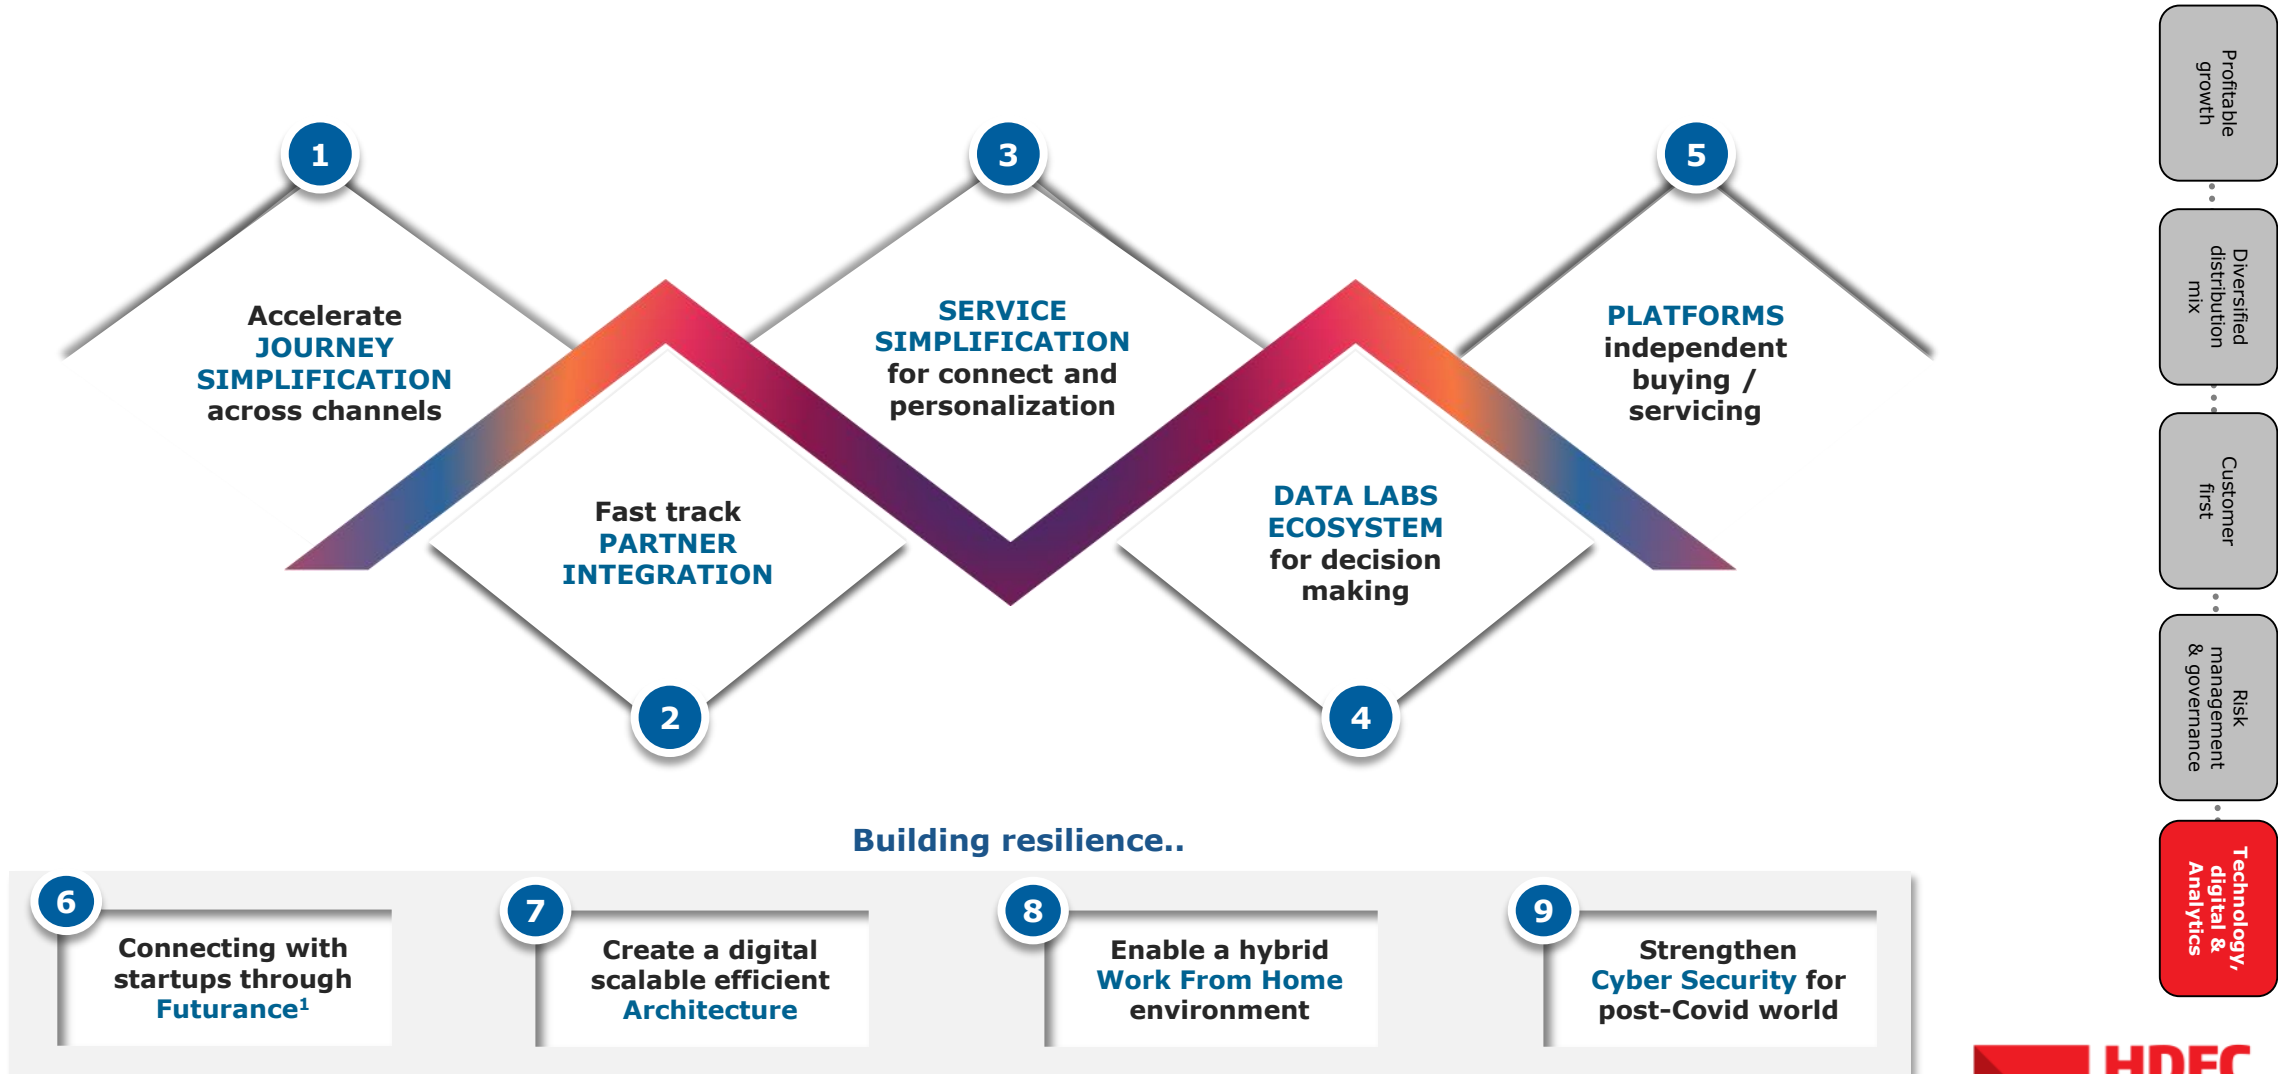 1
Accelerate
JOURNEY
SIMPLIFICATION
across channels
2
Fast track
PARTNER
INTEGRATION
3
SERVICE
SIMPLIFICATION
for connect and
personalization
4
DATA LABS
ECOSYSTEM
for decision
making
5
PLATFORMS
independent
buying /
servicing
Building resilience..
6
Connecting with
startups through
Futurance¹
7
Create a digital
scalable efficient
Architecture
8
Enable a hybrid
Work From Home
environment
9
Strengthen
Cyber Security for
post-Covid world
Profitable
growth
Diversified
distribution
mix
Customer
first
Risk
management
& governance
Technology,
digital &
Analytics
HDFC